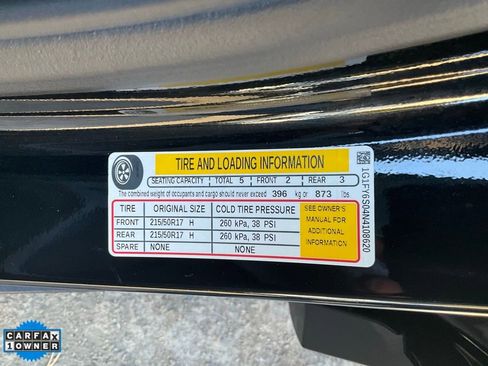 TIRE AND LOADING INFORMATION
SEATING CAPACITY TOTAL 5 FRONT 2 REAR 3
The combined weight of occupants and cargo should never exceed 396 kg or 873 lbs
TIRE ORIGINAL SIZE COLD TIRE PRESSURE
FRONT 215/50R17 H 260 kPa, 38 PSI
REAR 215/50R17 H 260 kPa, 38 PSI
SPARE NONE NONE
SEE OWNER'S
MANUAL FOR
ADDITIONAL
INFORMATION
1G1FY6S04N4108620
CARFAX
1 OWNER